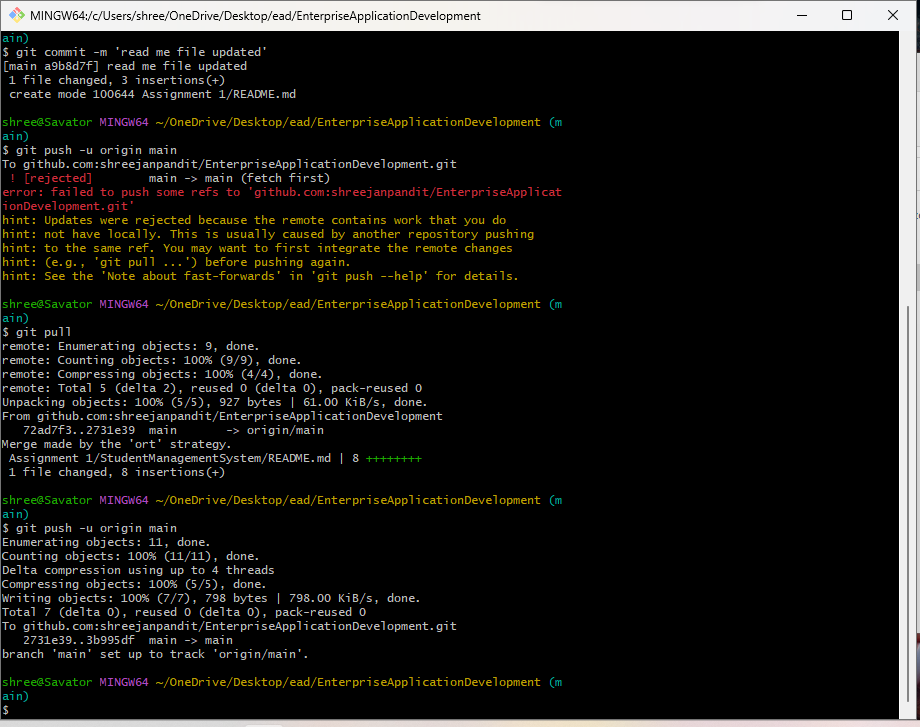 MINGW64:/c/Users/shree/OneDrive/Desktop/ead/EnterpriseApplicationDevelopment
ain)
$ git commit -m 'read me file updated'
[main a9b8d7f] read me file updated
 1 file changed, 3 insertions(+)
 create mode 100644 Assignment 1/README.md

shree@Savator MINGW64 ~/OneDrive/Desktop/ead/EnterpriseApplicationDevelopment (m
ain)
$ git push -u origin main
To github.com:shreejanpandit/EnterpriseApplicationDevelopment.git
 ! [rejected]        main -> main (fetch first)
error: failed to push some refs to 'github.com:shreejanpandit/EnterpriseApplicat
ionDevelopment.git'
hint: Updates were rejected because the remote contains work that you do
hint: not have locally. This is usually caused by another repository pushing
hint: to the same ref. You may want to first integrate the remote changes
hint: (e.g., 'git pull ...') before pushing again.
hint: See the 'Note about fast-forwards' in 'git push --help' for details.

shree@Savator MINGW64 ~/OneDrive/Desktop/ead/EnterpriseApplicationDevelopment (m
ain)
$ git pull
remote: Enumerating objects: 9, done.
remote: Counting objects: 100% (9/9), done.
remote: Compressing objects: 100% (4/4), done.
remote: Total 5 (delta 2), reused 0 (delta 0), pack-reused 0
Unpacking objects: 100% (5/5), 927 bytes | 61.00 KiB/s, done.
From github.com:shreejanpandit/EnterpriseApplicationDevelopment
   72ad7f3..2731e39  main       -> origin/main
Merge made by the 'ort' strategy.
 Assignment 1/StudentManagementSystem/README.md | 8 ++++++++
 1 file changed, 8 insertions(+)

shree@Savator MINGW64 ~/OneDrive/Desktop/ead/EnterpriseApplicationDevelopment (m
ain)
$ git push -u origin main
Enumerating objects: 11, done.
Counting objects: 100% (11/11), done.
Delta compression using up to 4 threads
Compressing objects: 100% (5/5), done.
Writing objects: 100% (7/7), 798 bytes | 798.00 KiB/s, done.
Total 7 (delta 0), reused 0 (delta 0), pack-reused 0
To github.com:shreejanpandit/EnterpriseApplicationDevelopment.git
   2731e39..3b995df  main -> main
branch 'main' set up to track 'origin/main'.

shree@Savator MINGW64 ~/OneDrive/Desktop/ead/EnterpriseApplicationDevelopment (m
ain)
$